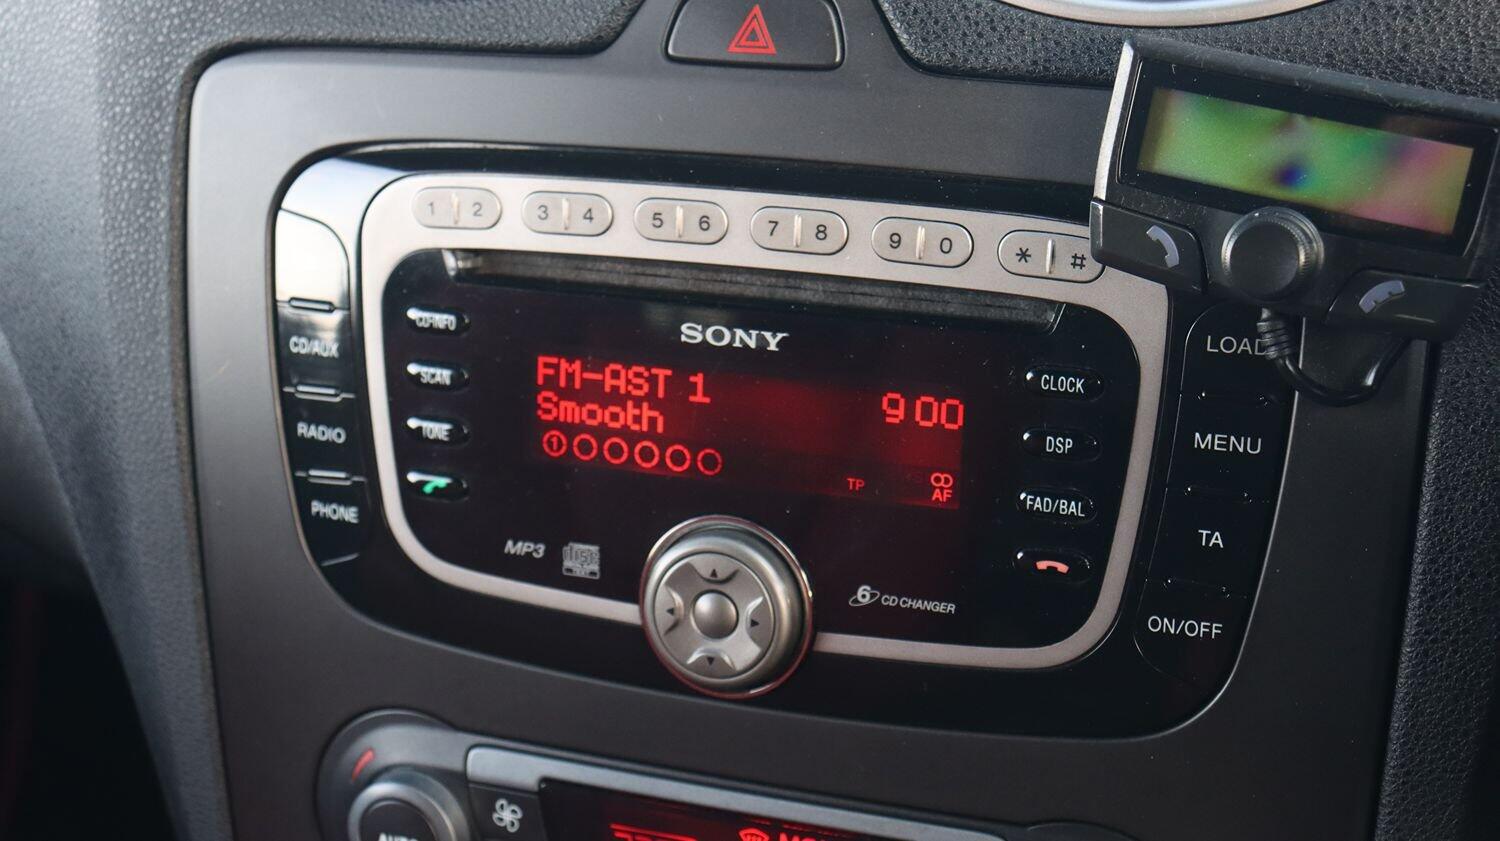 1 2 3 4 5 6 7 8 9 0 * #
SONY
CD-INFO
SCAN
TONE
CD/AUX
RADIO
PHONE
FM-AST 1 9 00
Smooth
1
TP AF
CLOCK
DSP
FAD/BAL
LOAD
MENU
TA
ON/OFF
MP3
6 CD CHANGER